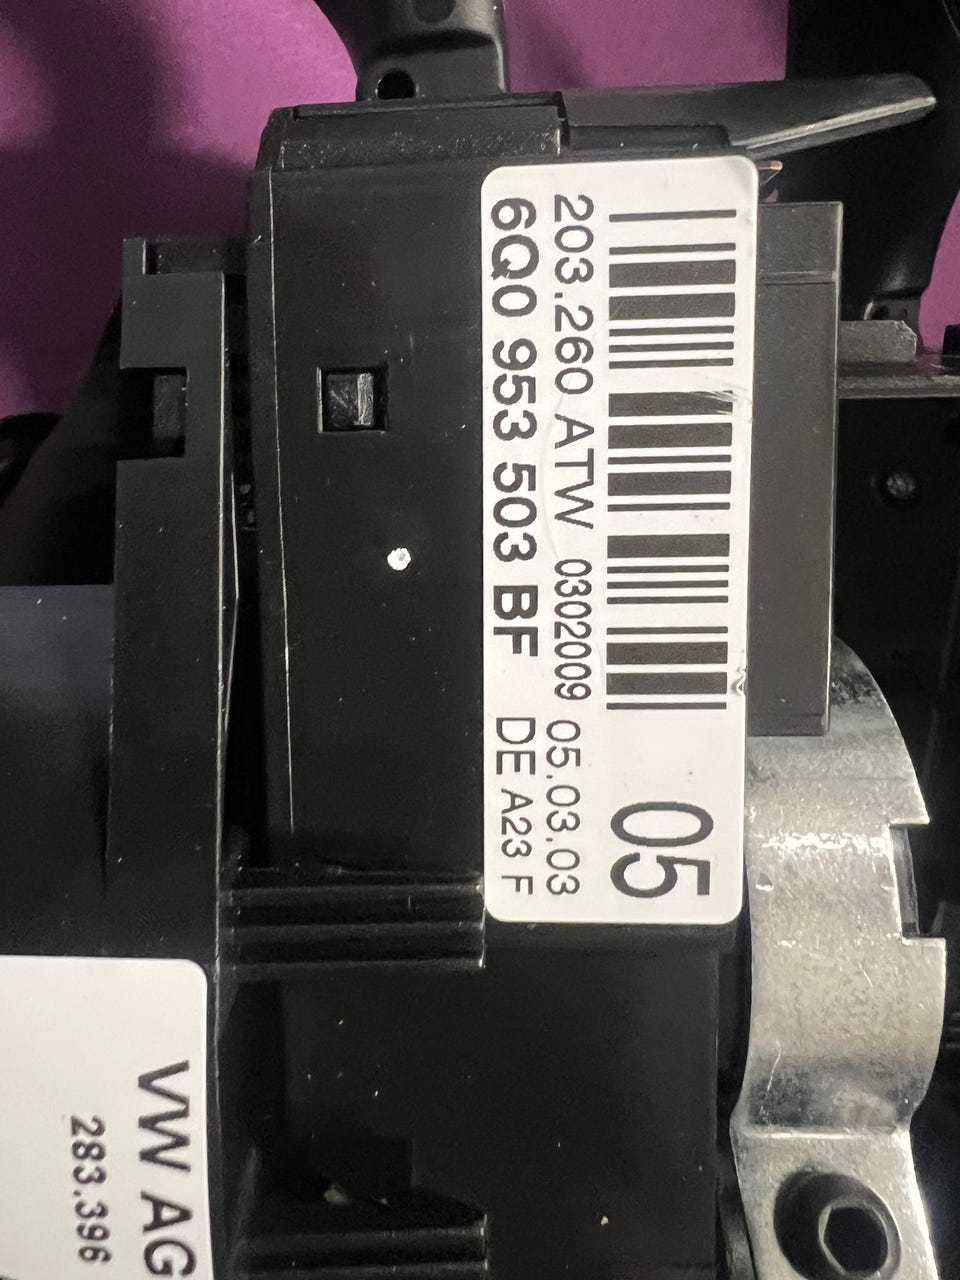 05
203.260 ATW 0302009 05.03.03
6Q0 953 503 BF DE A23 F
VW AG
283.396